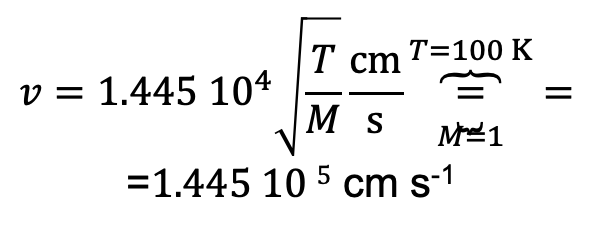 v = 1.445 10⁴ √(T/M) cm/s T=100 K = M=1 =
=1.445 10 ⁵ cm s⁻¹